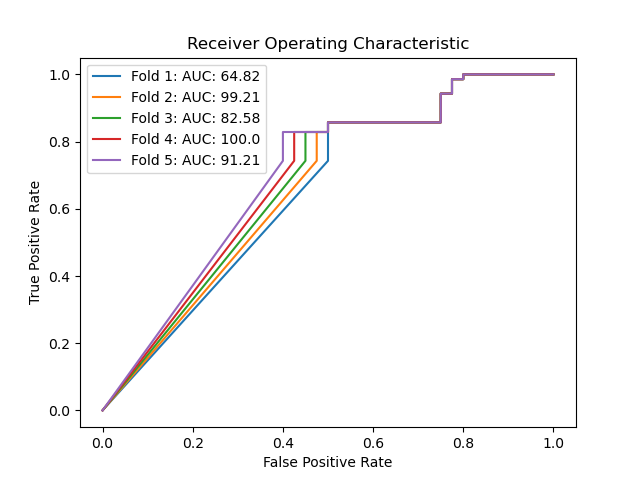 Receiver Operating Characteristic
Fold 1: AUC: 64.82
Fold 2: AUC: 99.21
Fold 3: AUC: 82.58
Fold 4: AUC: 100.0
Fold 5: AUC: 91.21
1.0
0.8
0.6
0.4
0.2
0.0
True Positive Rate
0.0 0.2 0.4 0.6 0.8 1.0
False Positive Rate